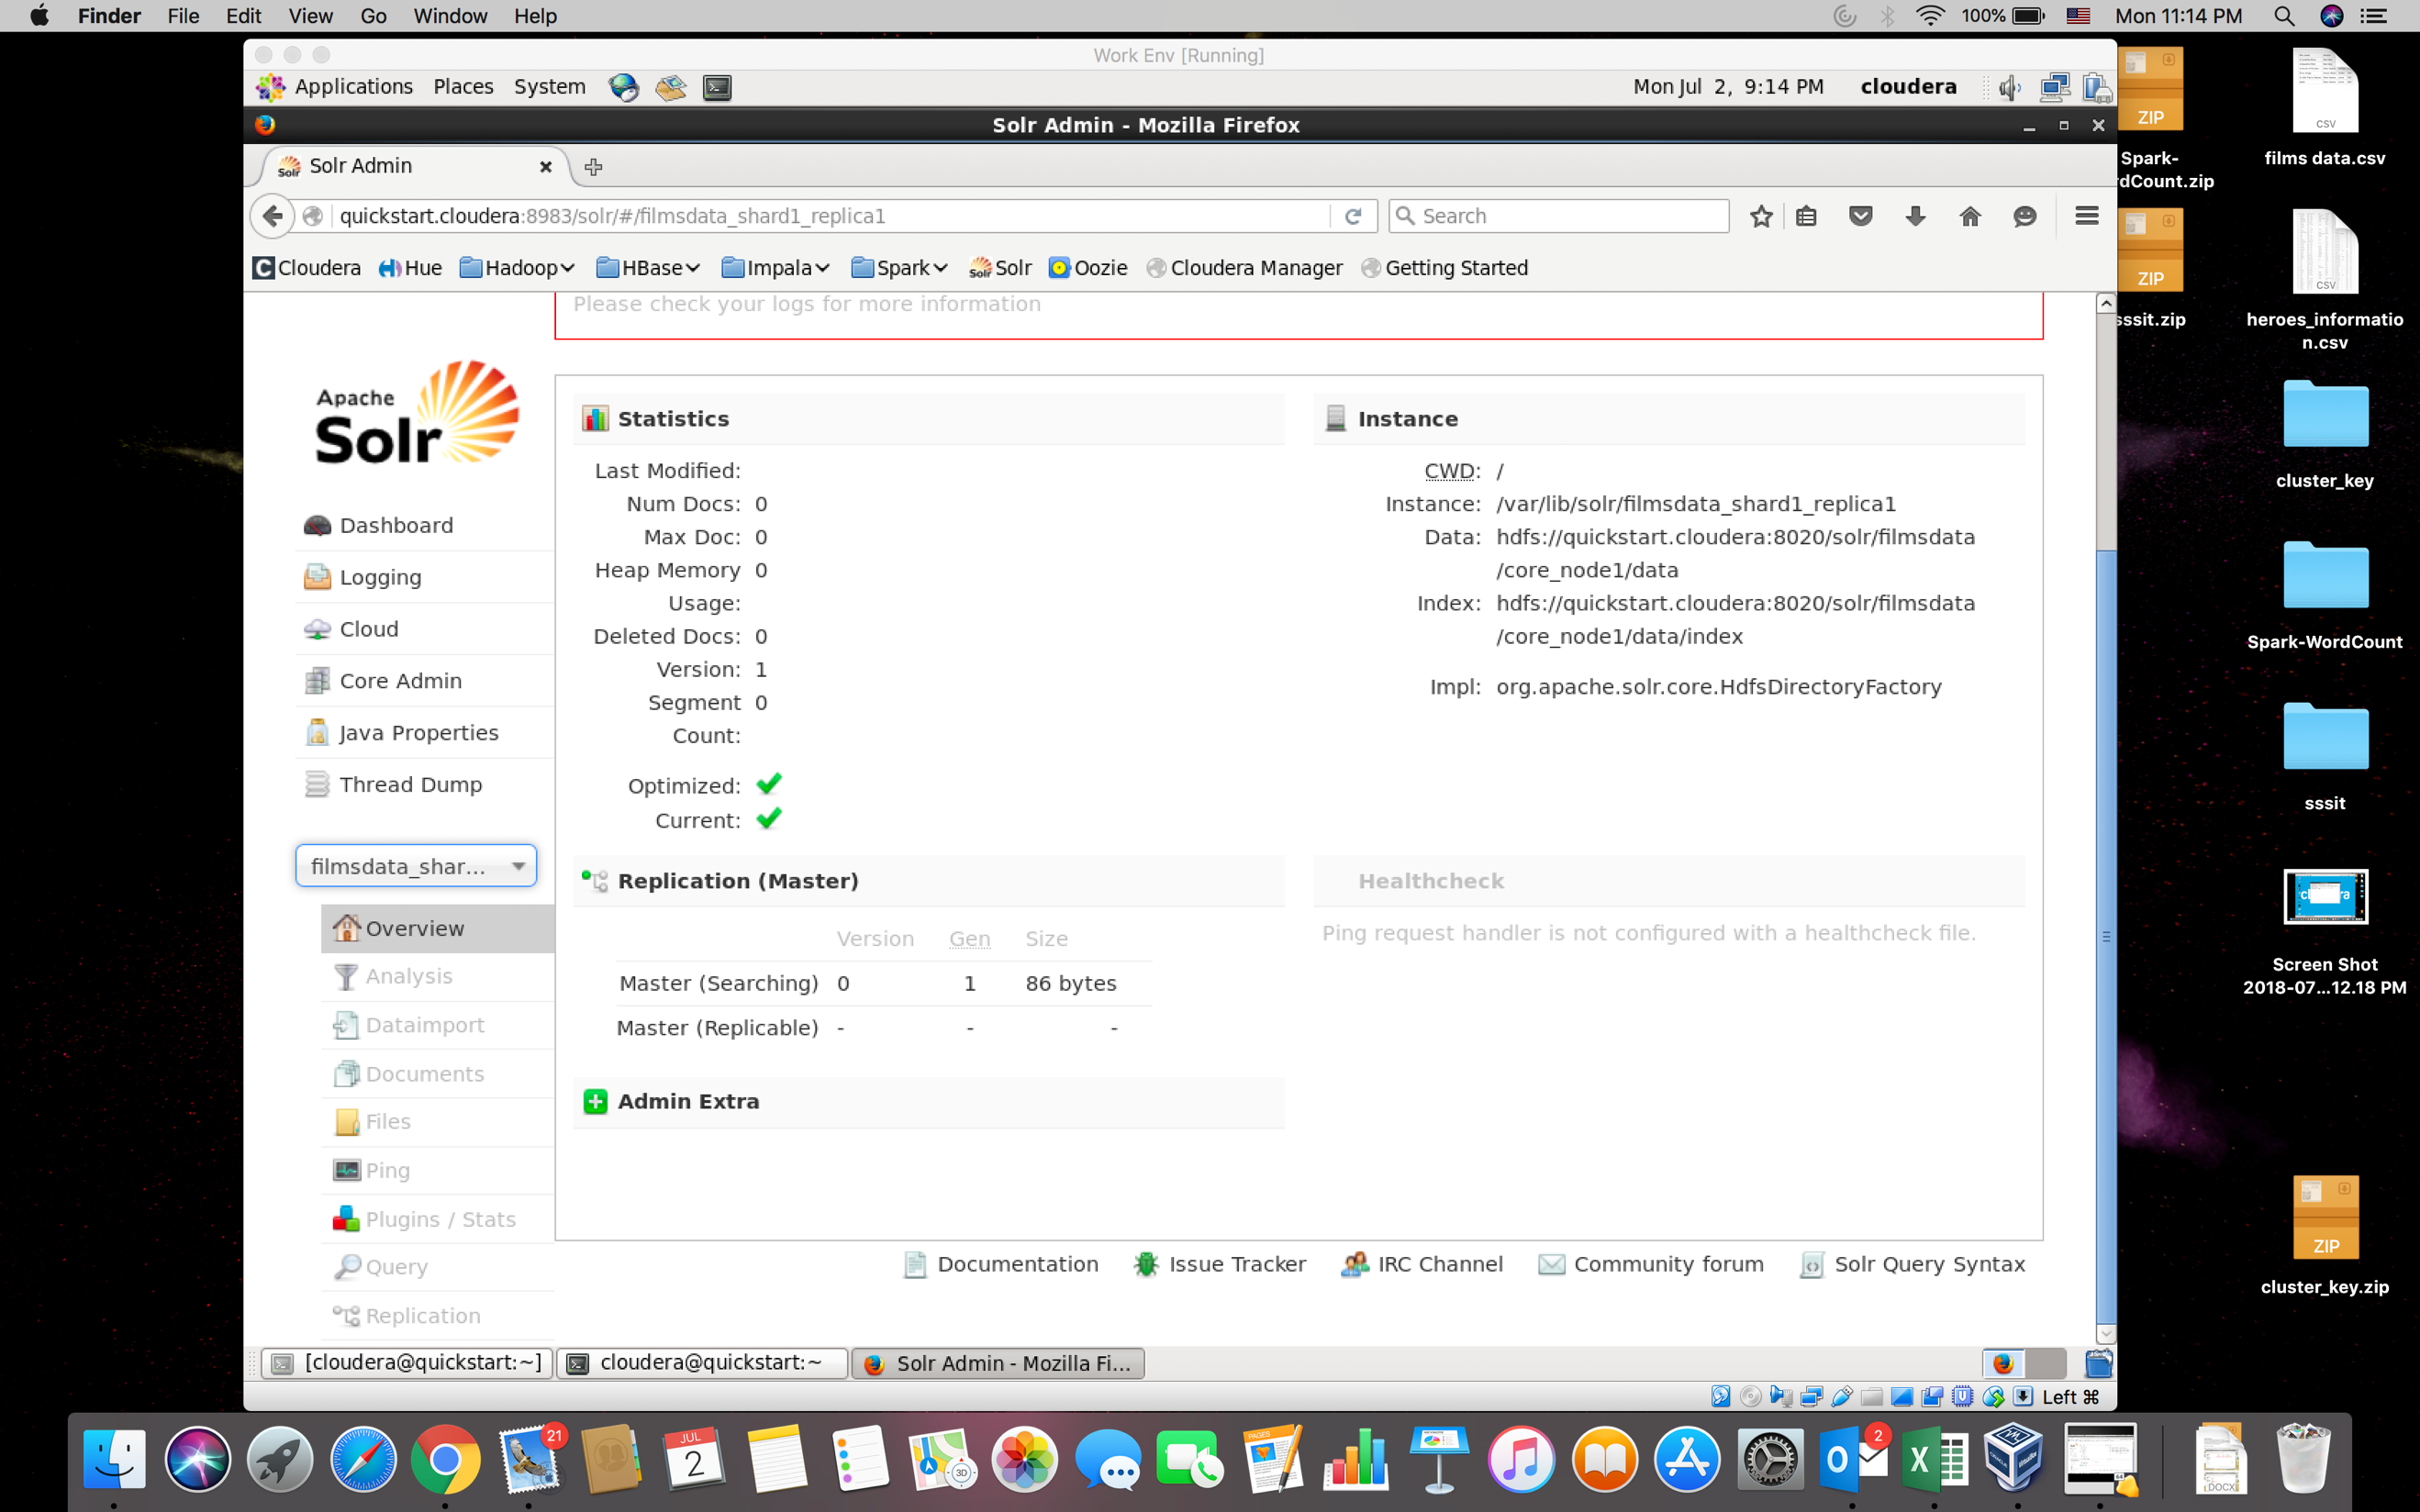 Finder File Edit View Go Window Help 100% Mon 11:14 PM
Work Env [Running]
Applications Places System Mon Jul 2, 9:14 PM cloudera
Solr Admin - Mozilla Firefox
Solr Admin
quickstart.cloudera:8983/solr/#/filmsdata_shard1_replica1 Search
Cloudera Hue Hadoop HBase Impala Spark Solr Oozie Cloudera Manager Getting Started
Please check your logs for more information
Apache
Solr
Dashboard
Logging
Cloud
Core Admin
Java Properties
Thread Dump
filmsdata_shar...
Overview
Analysis
Dataimport
Documents
Files
Ping
Plugins / Stats
Query
Replication
Statistics
Last Modified:
Num Docs: 0
Max Doc: 0
Heap Memory 0
Usage:
Deleted Docs: 0
Version: 1
Segment 0
Count:
Optimized:
Current:
Instance
CWD: /
Instance: /var/lib/solr/filmsdata_shard1_replica1
Data: hdfs://quickstart.cloudera:8020/solr/filmsdata
/core_node1/data
Index: hdfs://quickstart.cloudera:8020/solr/filmsdata
/core_node1/data/index
Impl: org.apache.solr.core.HdfsDirectoryFactory
Replication (Master)
Version Gen Size
Master (Searching) 0 1 86 bytes
Master (Replicable) - - -
Healthcheck
Ping request handler is not configured with a healthcheck file.
Admin Extra
Documentation Issue Tracker IRC Channel Community forum Solr Query Syntax
[cloudera@quickstart:~] cloudera@quickstart:~ Solr Admin - Mozilla Fi...
Left ⌘
ZIP
Spark-
rdCount.zip
ZIP
sssit.zip
CSV
films data.csv
CSV
heroes_informatio
n.csv
cluster_key
Spark-WordCount
sssit
Screen Shot
2018-07...12.18 PM
ZIP
cluster_key.zip
21
JUL
2
3D
PAGES
2
DOCX